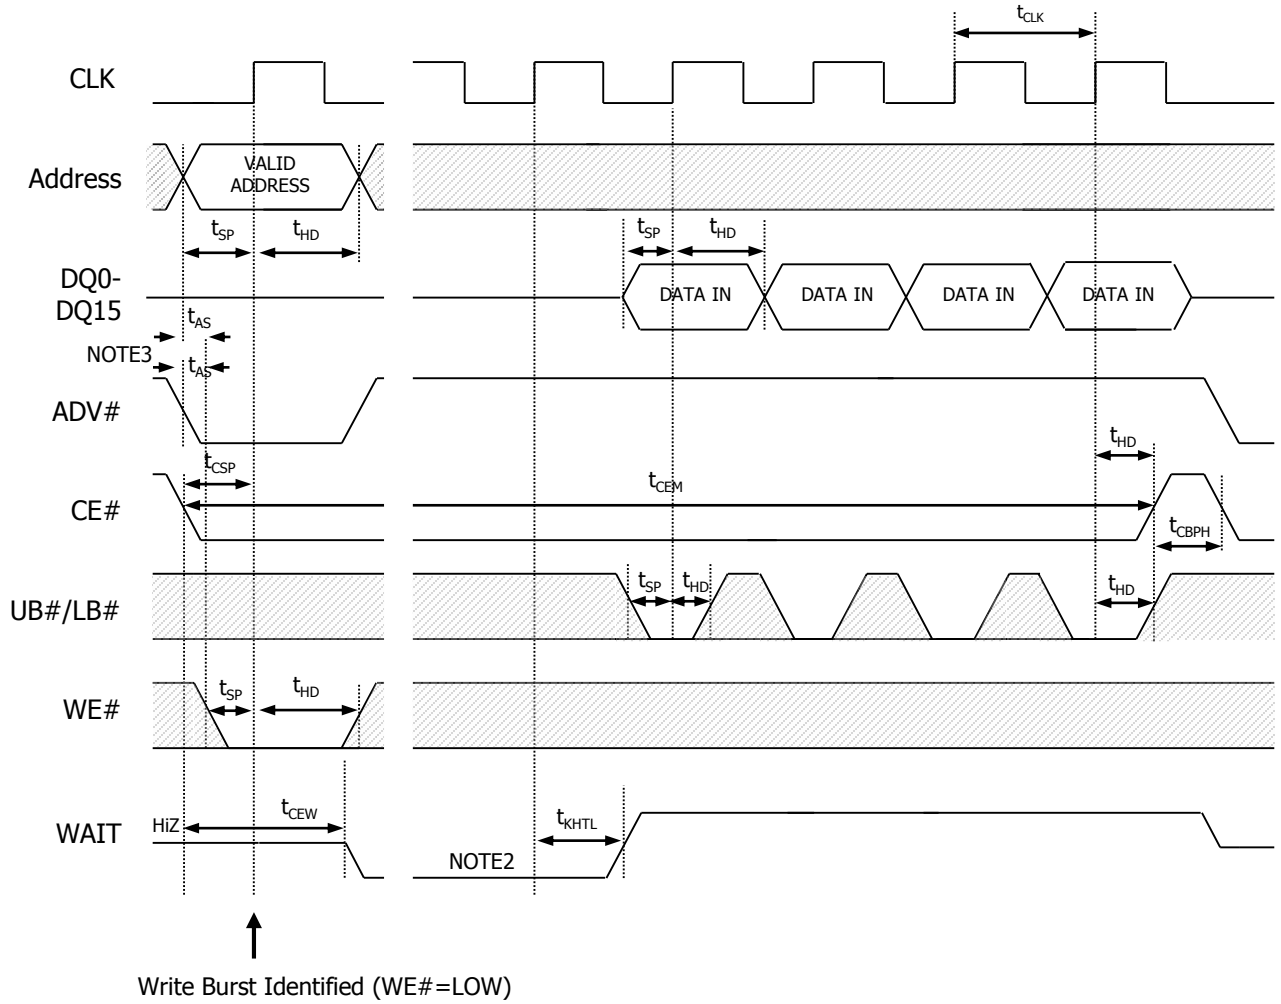 tCLK
CLK
Address
VALID
ADDRESS
tSP
tHD
tSP
tHD
DQ0-
DQ15
DATA IN
DATA IN
DATA IN
DATA IN
tAS
NOTE3
tAS
ADV#
tHD
tCSP
tCEM
CE#
tCBPH
UB#/LB#
tSP
tHD
tHD
WE#
tSP
tHD
WAIT
HiZ
tCEW
tKHTL
NOTE2
Write Burst Identified (WE#=LOW)